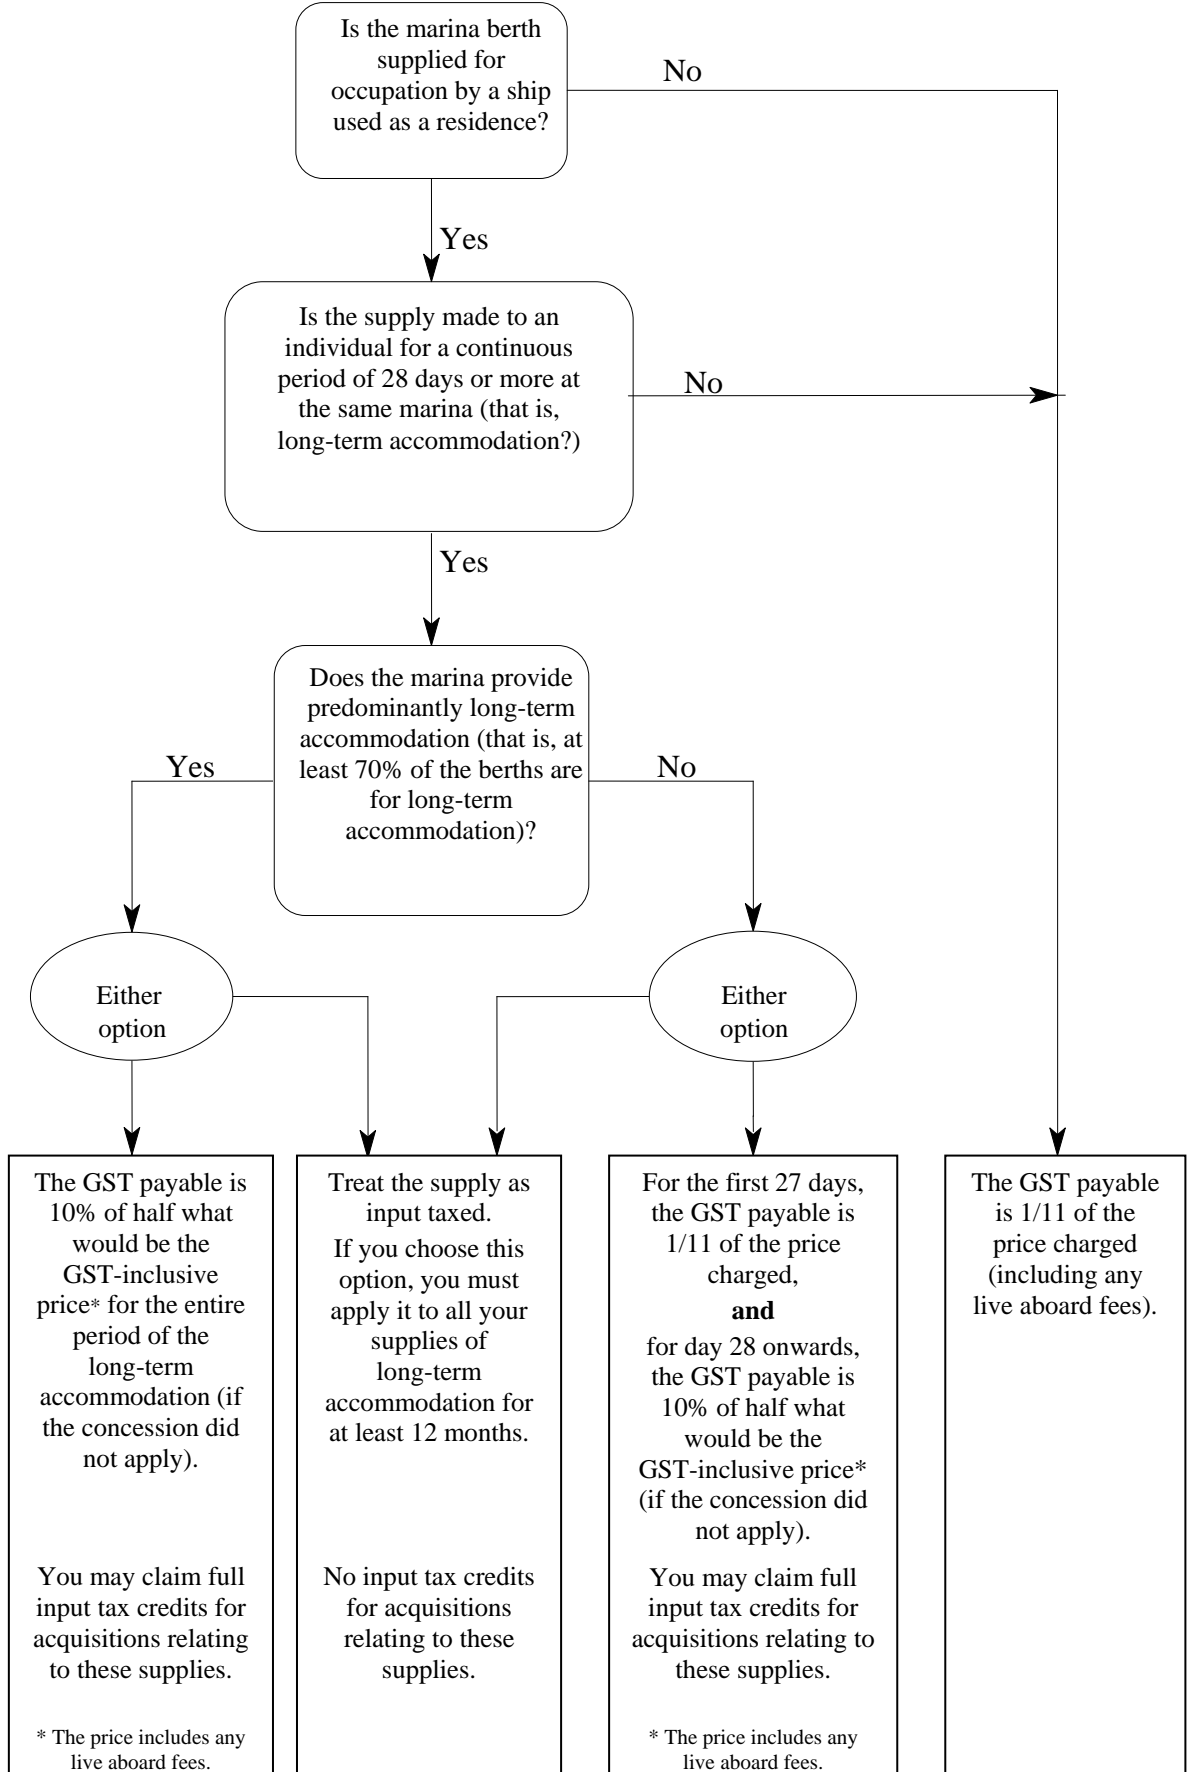 Is the marina berth
supplied for
occupation by a ship
used as a residence?
No
Yes
Is the supply made to an
individual for a continuous
period of 28 days or more at
the same marina (that is,
long-term accommodation?)
No
Yes
Does the marina provide
predominantly long-term
accommodation (that is, at
least 70% of the berths are
for long-term
accommodation)?
Yes
No
Either
option
Either
option
The GST payable is
10% of half what
would be the
GST-inclusive
price* for the entire
period of the
long-term
accommodation (if
the concession did
not apply).
You may claim full
input tax credits for
acquisitions relating
to these supplies.
* The price includes any
live aboard fees.
Treat the supply as
input taxed.
If you choose this
option, you must
apply it to all your
supplies of
long-term
accommodation for
at least 12 months.
No input tax credits
for acquisitions
relating to these
supplies.
For the first 27 days,
the GST payable is
1/11 of the price
charged,
and
for day 28 onwards,
the GST payable is
10% of half what
would be the
GST-inclusive price*
(if the concession did
not apply).
You may claim full
input tax credits for
acquisitions relating to
these supplies.
* The price includes any
live aboard fees.
The GST payable
is 1/11 of the
price charged
(including any
live aboard fees).